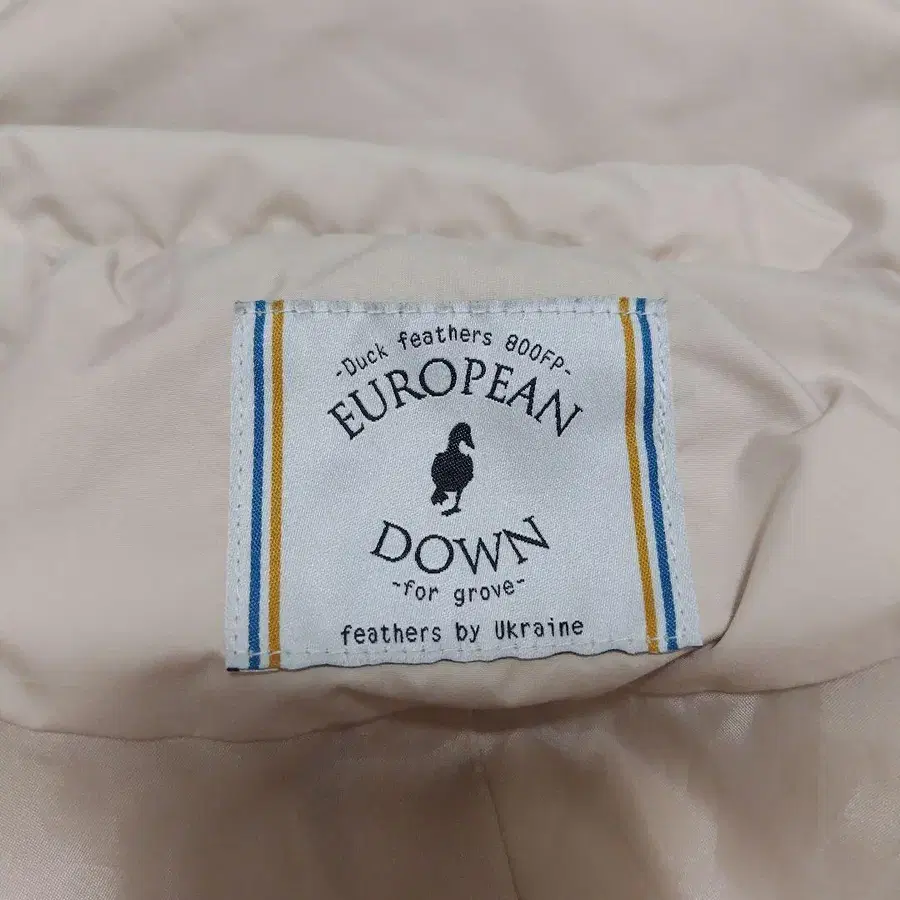 -Duck feathers 800FP-
EUROPEAN
DOWN
-for grove-
feathers by Ukraine